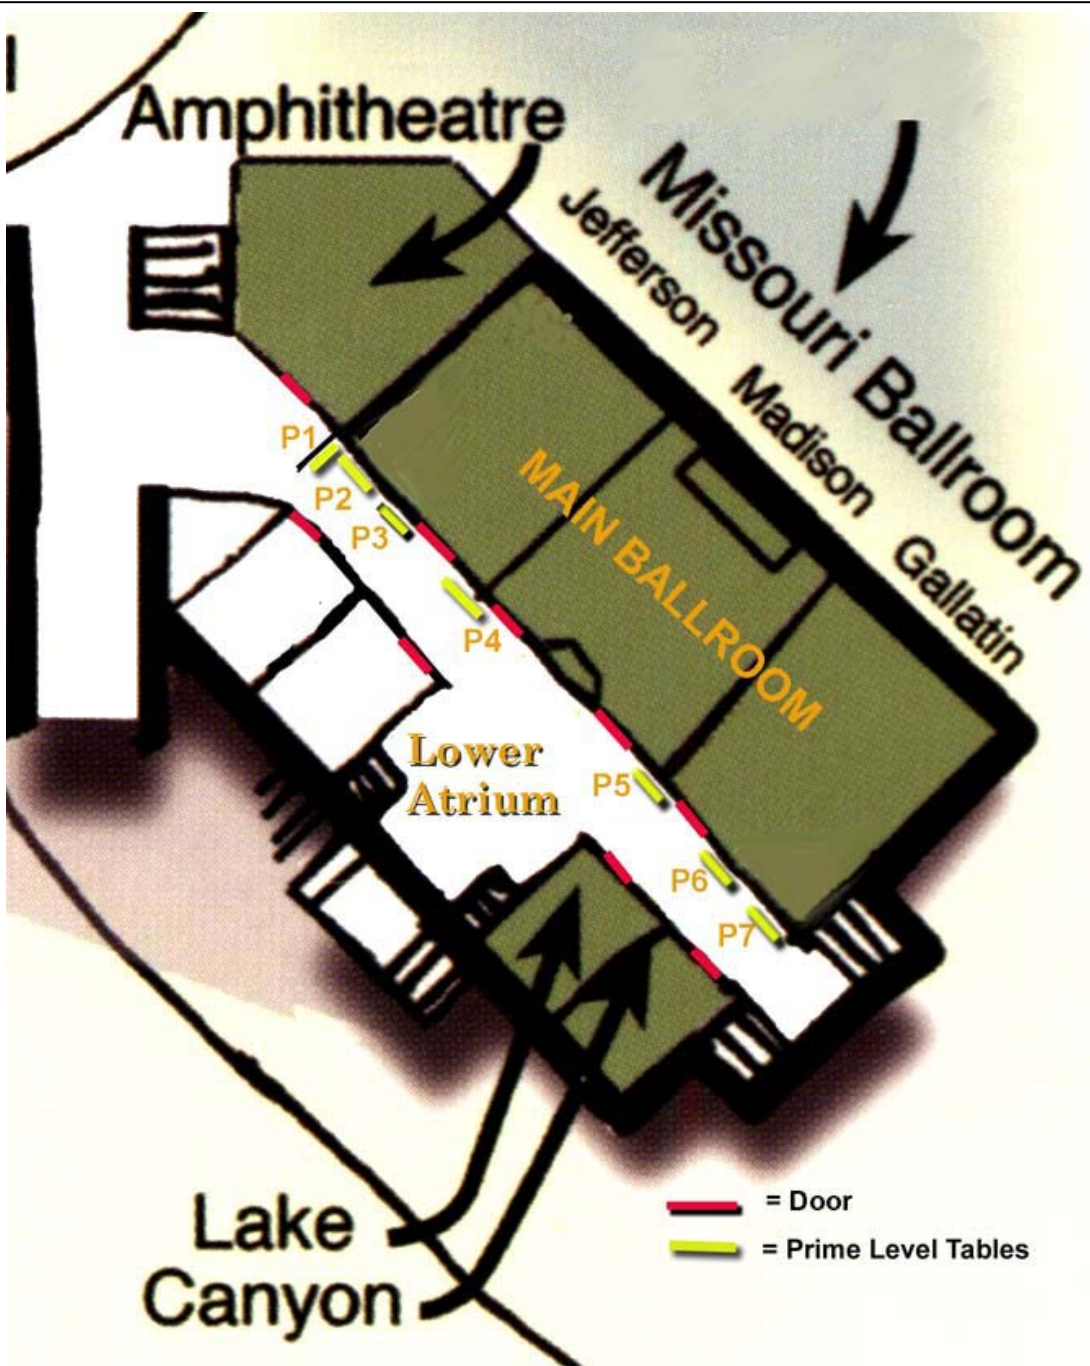 Amphitheatre
Missouri Ballroom
Jefferson
Madison
Gallatin
MAIN BALLROOM
P1
P2
P3
P4
P5
P6
P7
Lower
Atrium
Lake
Canyon
= Door
= Prime Level Tables